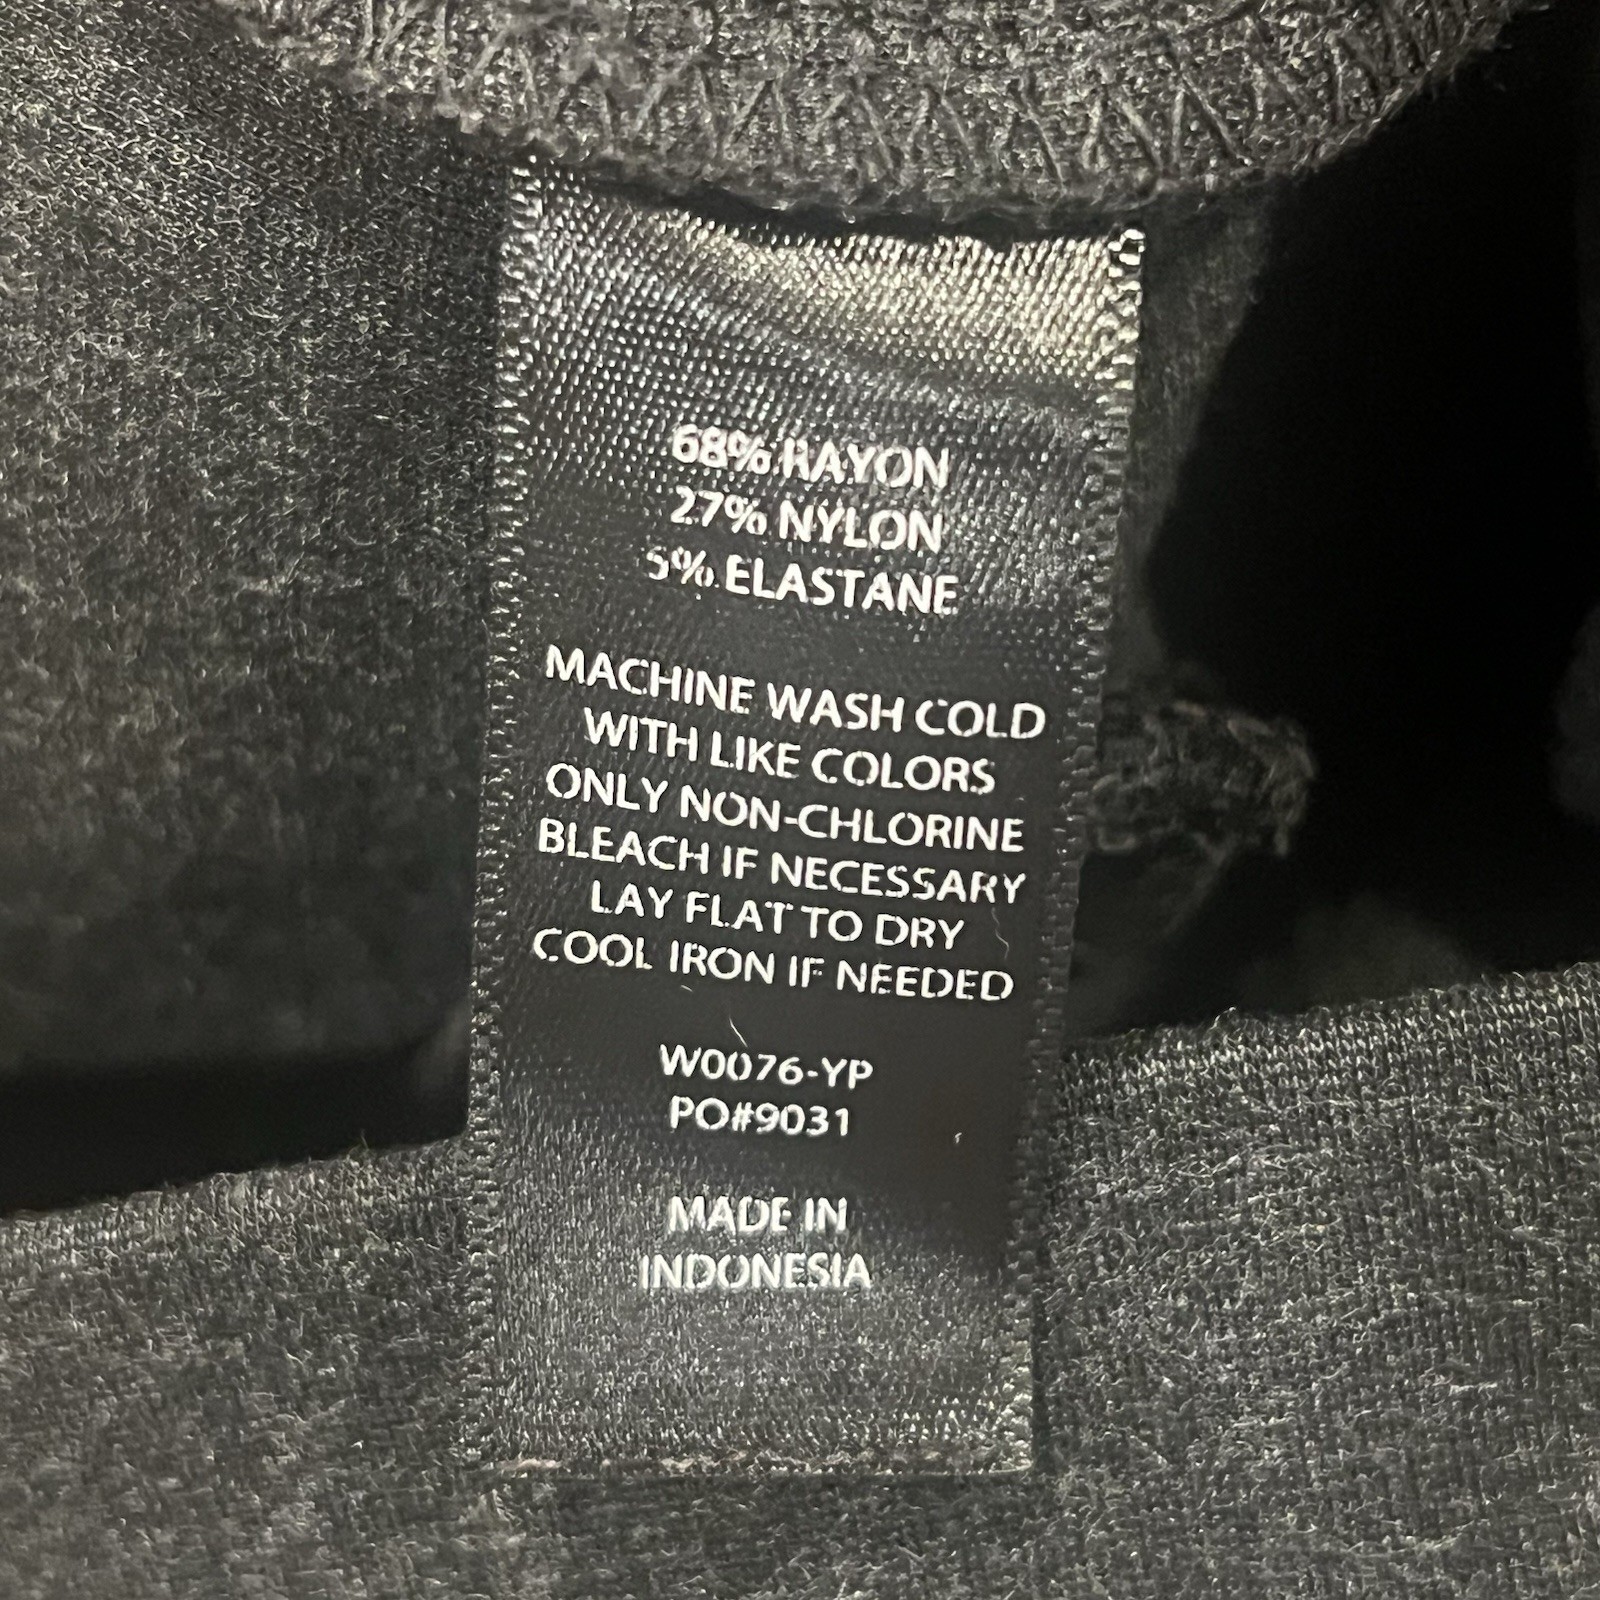 68% RAYON
27% NYLON
5% ELASTANE
MACHINE WASH COLD
WITH LIKE COLORS
ONLY NON-CHLORINE
BLEACH IF NECESSARY
LAY FLAT TO DRY
COOL IRON IF NEEDED
W0076-YP
PO#9031
MADE IN
INDONESIA